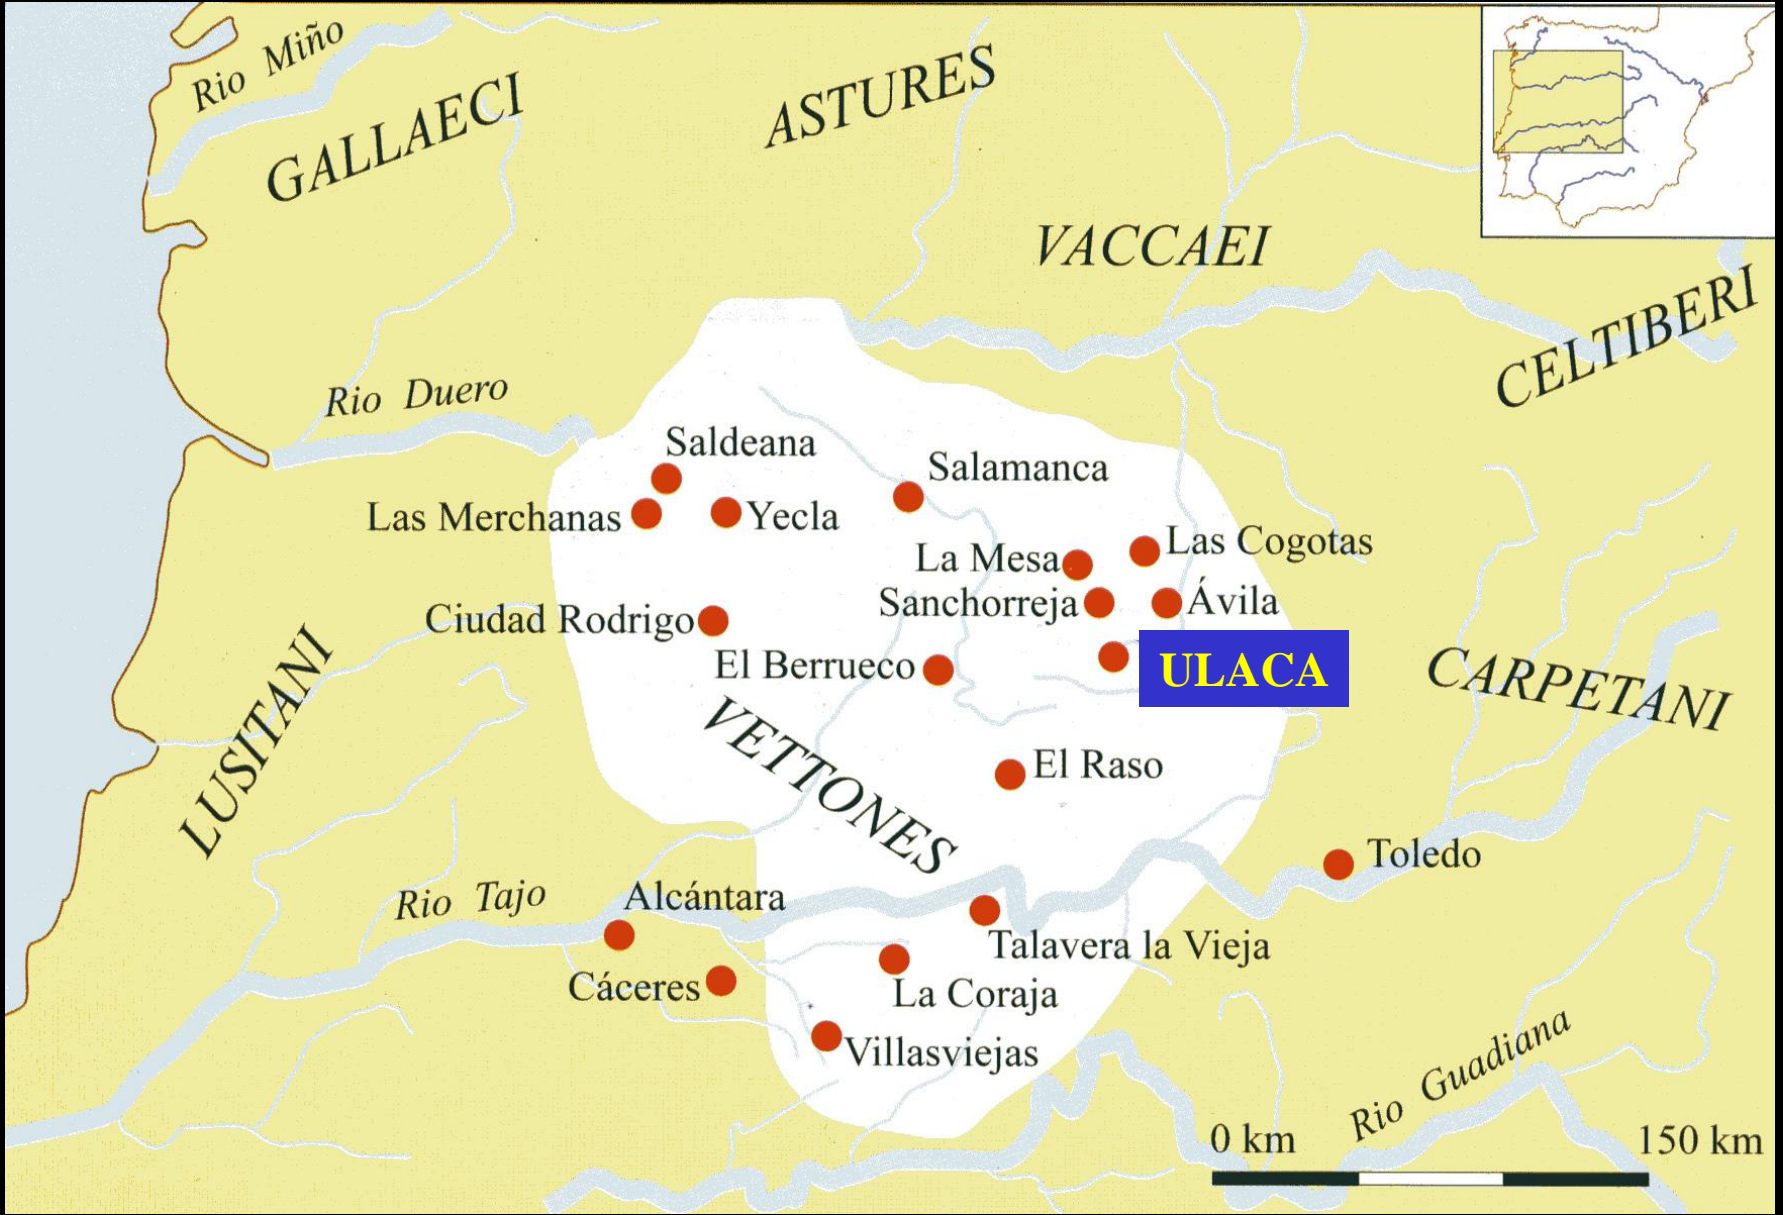 Rio Miño
GALLAECI
ASTURES
VACCAEI
CELTIBERI
Rio Duero
Saldeana
Salamanca
Las Merchanas
Yecla
Las Cogotas
La Mesa
Sanchorreja
Ávila
Ciudad Rodrigo
El Berrueco
ULACA
CARPETANI
LUSITANI
VETTONES
El Raso
Toledo
Rio Tajo
Alcántara
Talavera la Vieja
Cáceres
La Coraja
Villasviejas
Rio Guadiana
0 km
150 km